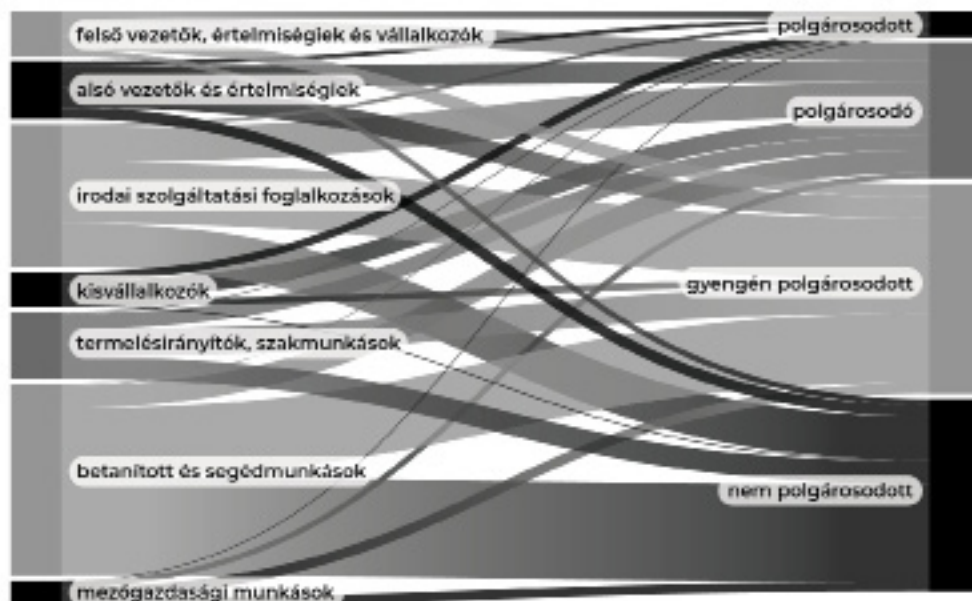 felső vezetők, értelmiségiek és vállalkozók
polgárosodott
alsó vezetők és értelmiségiek
polgárosodó
irodai szolgáltatási foglalkozások
kisvállalkozók
gyengén polgárosodott
termelésirányítók, szakmunkások
betanított és segédmunkások
nem polgárosodott
mezőgazdasági munkások